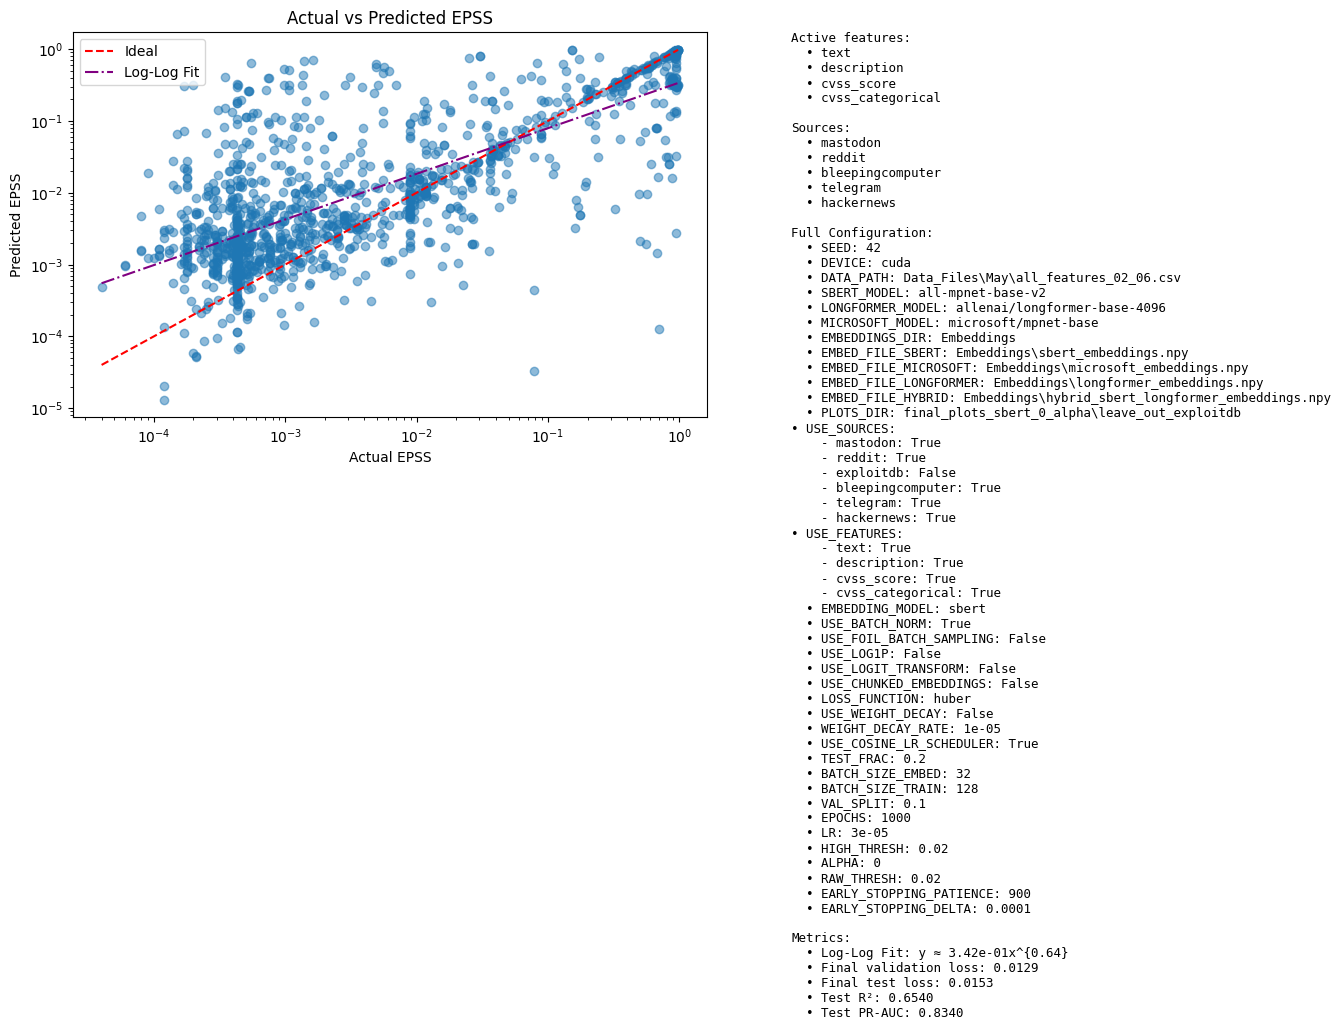 Actual vs Predicted EPSS
Ideal
Log-Log Fit
10⁰
10⁻¹
10⁻²
10⁻³
10⁻⁴
10⁻⁵
Predicted EPSS
10⁻⁴ 10⁻³ 10⁻² 10⁻¹ 10⁰
Actual EPSS
Active features:
• text
• description
• cvss_score
• cvss_categorical
Sources:
• mastodon
• reddit
• bleepingcomputer
• telegram
• hackernews
Full Configuration:
• SEED: 42
• DEVICE: cuda
• DATA_PATH: Data_Files\May\all_features_02_06.csv
• SBERT_MODEL: all-mpnet-base-v2
• LONGFORMER_MODEL: allenai/longformer-base-4096
• MICROSOFT_MODEL: microsoft/mpnet-base
• EMBEDDINGS_DIR: Embeddings
• EMBED_FILE_SBERT: Embeddings\sbert_embeddings.npy
• EMBED_FILE_MICROSOFT: Embeddings\microsoft_embeddings.npy
• EMBED_FILE_LONGFORMER: Embeddings\longformer_embeddings.npy
• EMBED_FILE_HYBRID: Embeddings\hybrid_sbert_longformer_embeddings.npy
• PLOTS_DIR: final_plots_sbert_0_alpha\leave_out_exploitdb
• USE_SOURCES:
- mastodon: True
- reddit: True
- exploitdb: False
- bleepingcomputer: True
- telegram: True
- hackernews: True
• USE_FEATURES:
- text: True
- description: True
- cvss_score: True
- cvss_categorical: True
• EMBEDDING_MODEL: sbert
• USE_BATCH_NORM: True
• USE_FOIL_BATCH_SAMPLING: False
• USE_LOG1P: False
• USE_LOGIT_TRANSFORM: False
• USE_CHUNKED_EMBEDDINGS: False
• LOSS_FUNCTION: huber
• USE_WEIGHT_DECAY: False
• WEIGHT_DECAY_RATE: 1e-05
• USE_COSINE_LR_SCHEDULER: True
• TEST_FRAC: 0.2
• BATCH_SIZE_EMBED: 32
• BATCH_SIZE_TRAIN: 128
• VAL_SPLIT: 0.1
• EPOCHS: 1000
• LR: 3e-05
• HIGH_THRESH: 0.02
• ALPHA: 0
• RAW_THRESH: 0.02
• EARLY_STOPPING_PATIENCE: 900
• EARLY_STOPPING_DELTA: 0.0001
Metrics:
• Log-Log Fit: y ≈ 3.42e-01x^{0.64}
• Final validation loss: 0.0129
• Final test loss: 0.0153
• Test R²: 0.6540
• Test PR-AUC: 0.8340